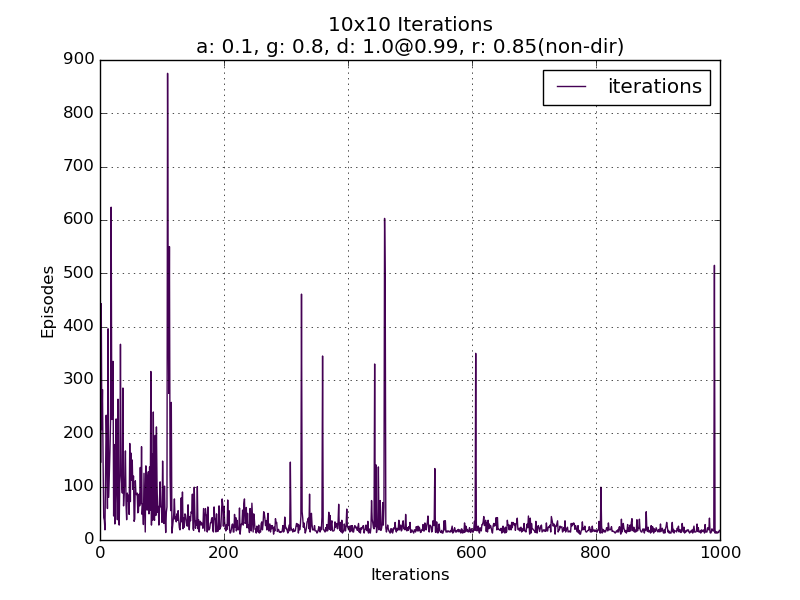 10x10 Iterations
a: 0.1, g: 0.8, d: 1.0@0.99, r: 0.85(non-dir)
iterations
900
800
700
600
500
400
300
200
100
0
Episodes
0 200 400 600 800 1000
Iterations